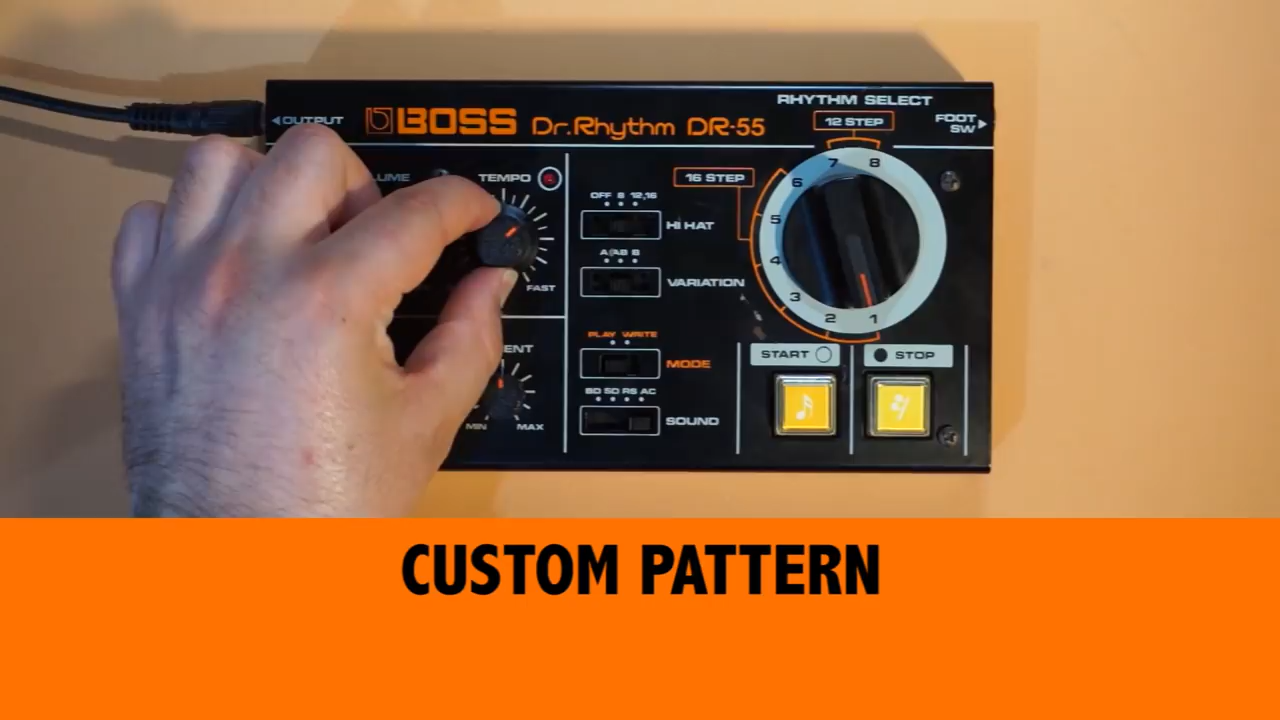 RHYTHM SELECT
◀OUTPUT
BOSS Dr.Rhythm DR-55
12 STEP
FOOT SW▶
TEMPO
16 STEP
7 8
6
5
4
3
2 1
OFF 8 12,16
HI HAT
A AB B
VARIATION
FAST
PLAY WRITE
MODE
START
STOP
BD SD RS AC
SOUND
MIN MAX
CUSTOM PATTERN